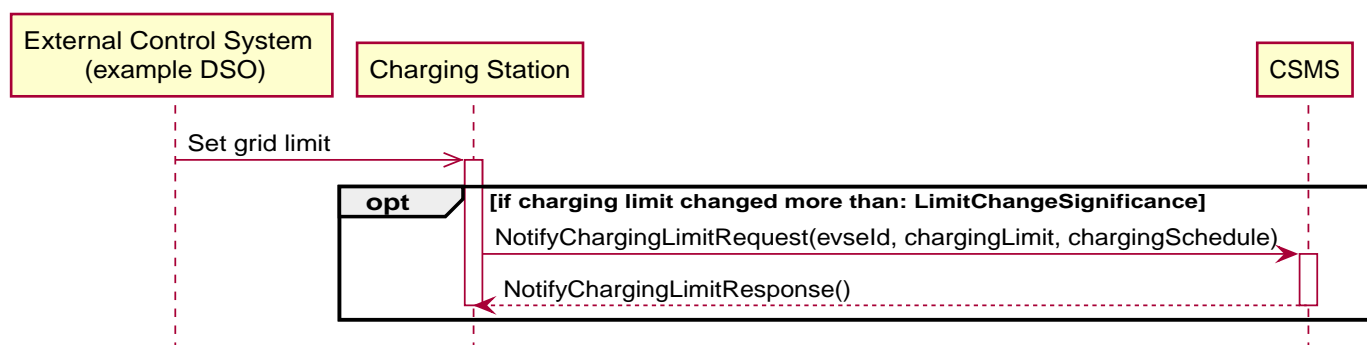 External Control System
(example DSO)
Charging Station
CSMS
Set grid limit
opt
[if charging limit changed more than: LimitChangeSignificance]
NotifyChargingLimitRequest(evseId, chargingLimit, chargingSchedule)
NotifyChargingLimitResponse()